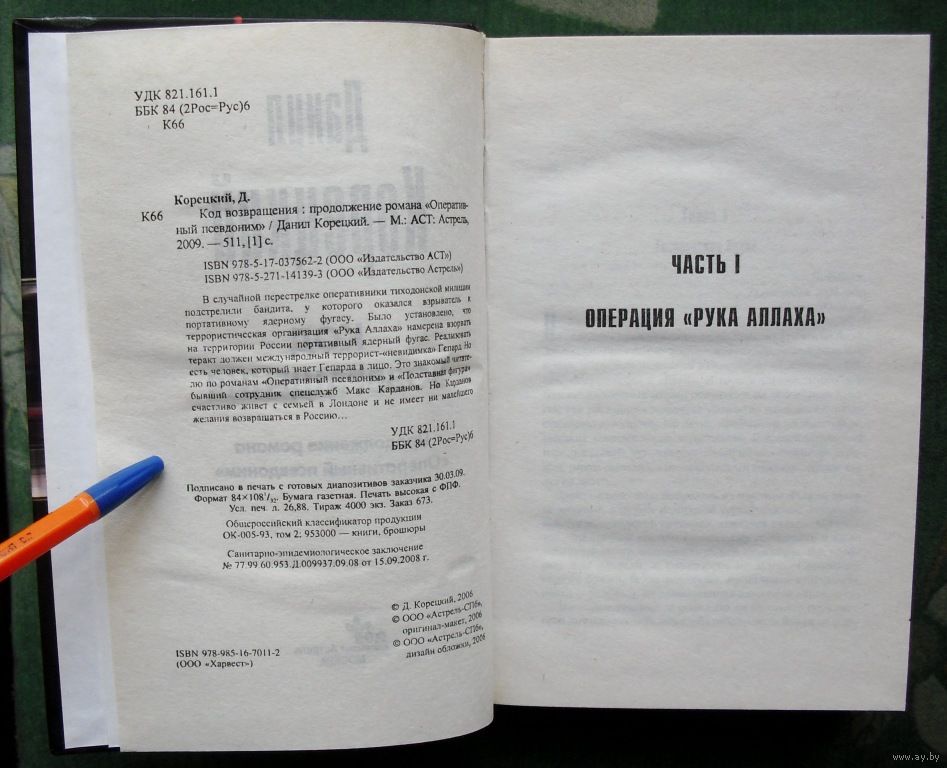 УДК 821.161.1
ББК 84 (2Рос=Рус)6
К66
Корецкий, Д.
К66 Код возвращения : продолжение романа «Оператив-
ный псевдоним» / Данил Корецкий. — М.: АСТ: Астрель,
2009. — 511, [1] с.
ISBN 978-5-17-037562-2 (ООО «Издательство АСТ»)
ISBN 978-5-271-14139-3 (ООО «Издательство Астрель»)
В случайной перестрелке оперативники тиходонской милиции
подстрелили бандита, у которого оказался взрыватель к
портативному ядерному фугасу. Было установлено, что
террористическая организация «Рука Аллаха» намерена взорвать
на территории России портативный ядерный фугас. Реализовать
теракт должен международный террорист-«невидимка» Гепард. Но
есть человек, который знает Гепарда в лицо. Это знакомый читате-
лю по романам «Оперативный псевдоним» и «Подставная фигура»
бывший сотрудник спецслужб Макс Карданов. Но Карданов
счастливо живет с семьей в Лондоне и не имеет ни малейшего
желания возвращаться в Россию...
УДК 821.161.1
ББК 84 (2Рос=Рус)6
Подписано в печать с готовых диапозитивов заказчика 30.03.09.
Формат 84×108 1/32. Бумага газетная. Печать высокая с ФПФ.
Усл. печ. л. 26,88. Тираж 4000 экз. Заказ 673.
Общероссийский классификатор продукции
ОК-005-93, том 2; 953000 — книги, брошюры
Санитарно-эпидемиологическое заключение
№ 77.99.60.953.Д.009937.09.08 от 15.09.2008 г.
© Д. Корецкий, 2006
© ООО «Астрель-СПб»,
оригинал-макет, 2006
© ООО «Астрель-СПб»,
дизайн обложки, 2006
ISBN 978-985-16-7011-2
(ООО «Харвест»)
ЧАСТЬ I
ОПЕРАЦИЯ «РУКА АЛЛАХА»
www.ay.by